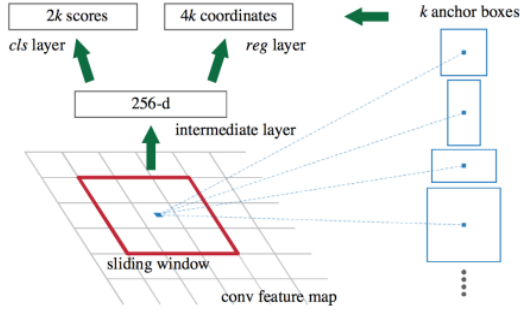 2k scores
4k coordinates
k anchor boxes
cls layer
reg layer
256-d
intermediate layer
sliding window
conv feature map